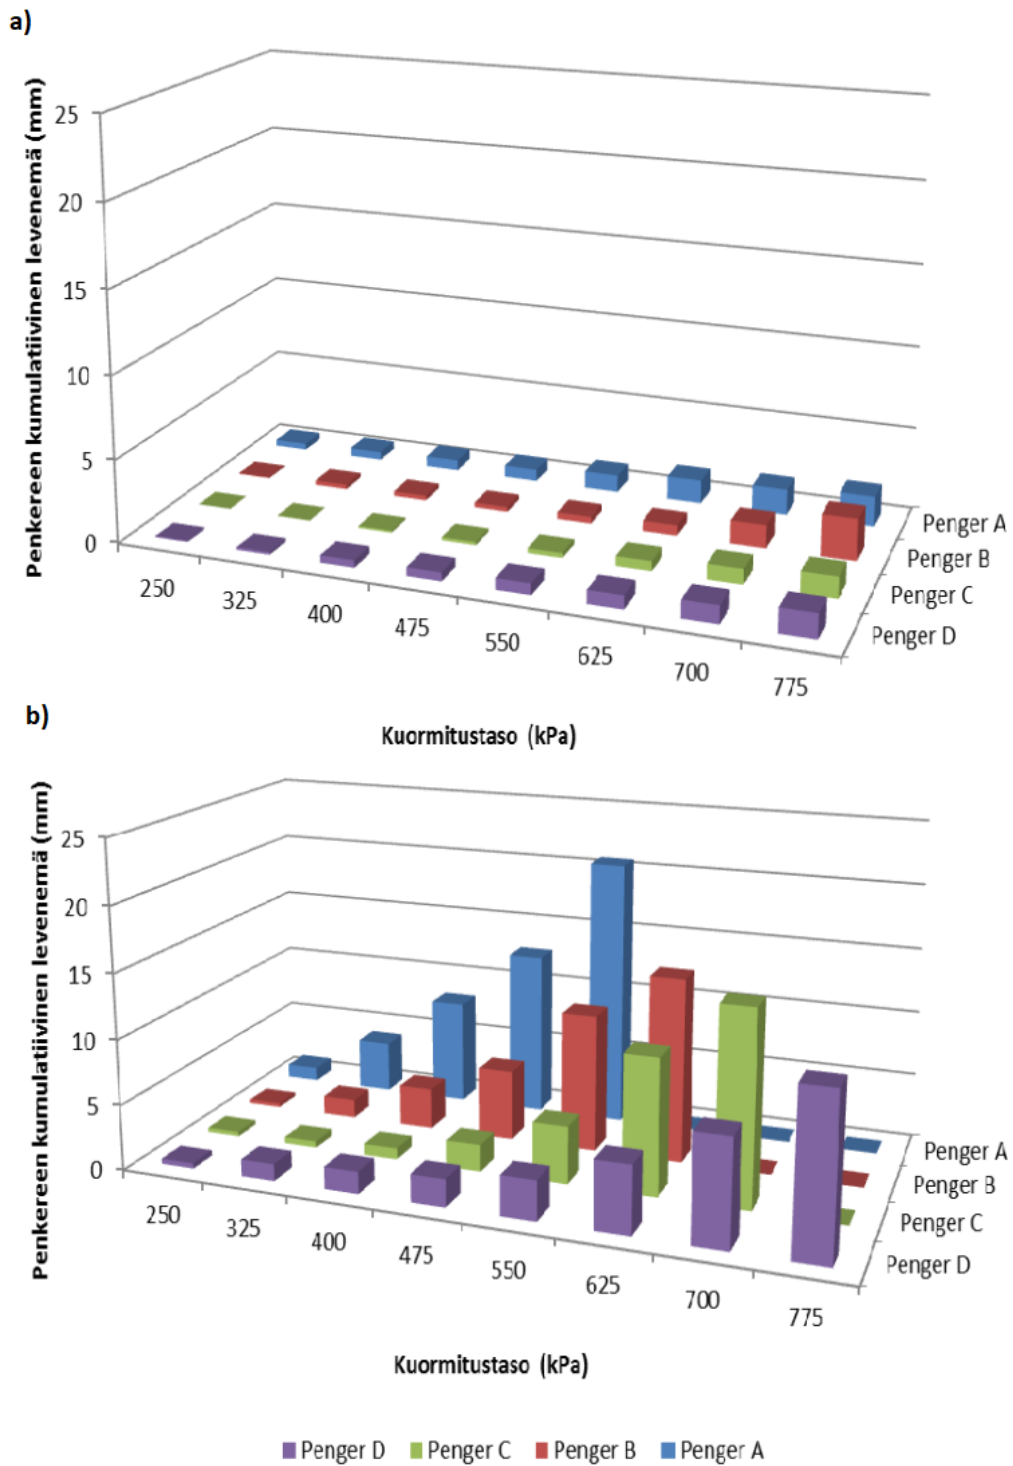 a)
Penkereen kumulatiivinen levenemä (mm)
25
20
15
10
5
0
250
325
400
475
550
625
700
775
Penger A
Penger B
Penger C
Penger D
Kuormitustaso (kPa)
b)
Penkereen kumulatiivinen levenemä (mm)
25
20
15
10
5
0
250
325
400
475
550
625
700
775
Penger A
Penger B
Penger C
Penger D
Kuormitustaso (kPa)
Penger D Penger C Penger B Penger A